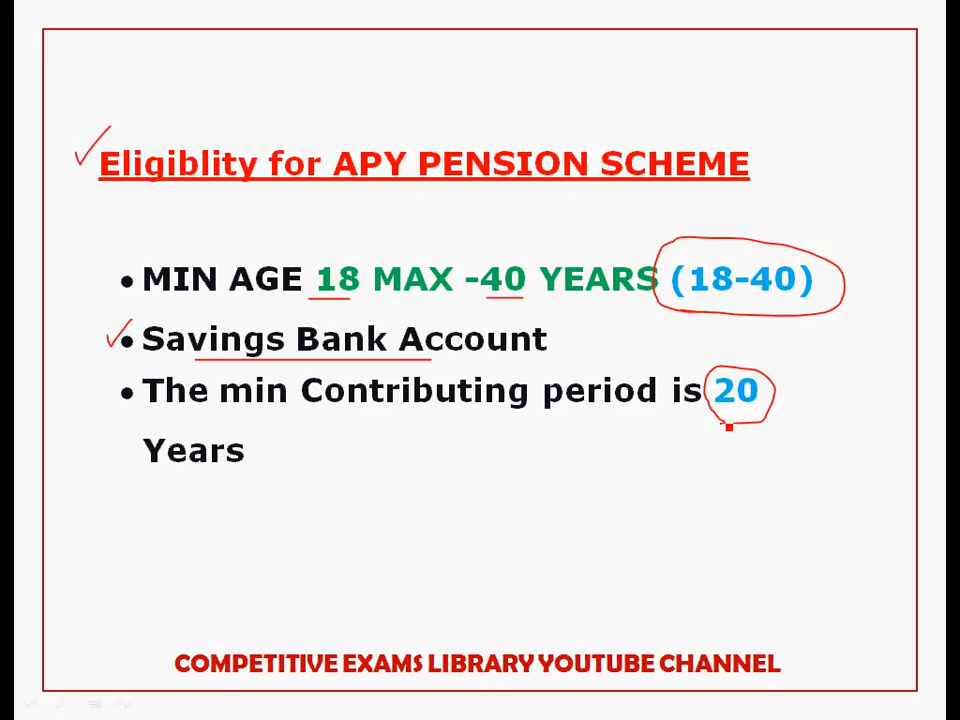 Eligiblity for APY PENSION SCHEME
• MIN AGE 18 MAX -40 YEARS (18-40)
• Savings Bank Account
• The min Contributing period is 20
Years
COMPETITIVE EXAMS LIBRARY YOUTUBE CHANNEL